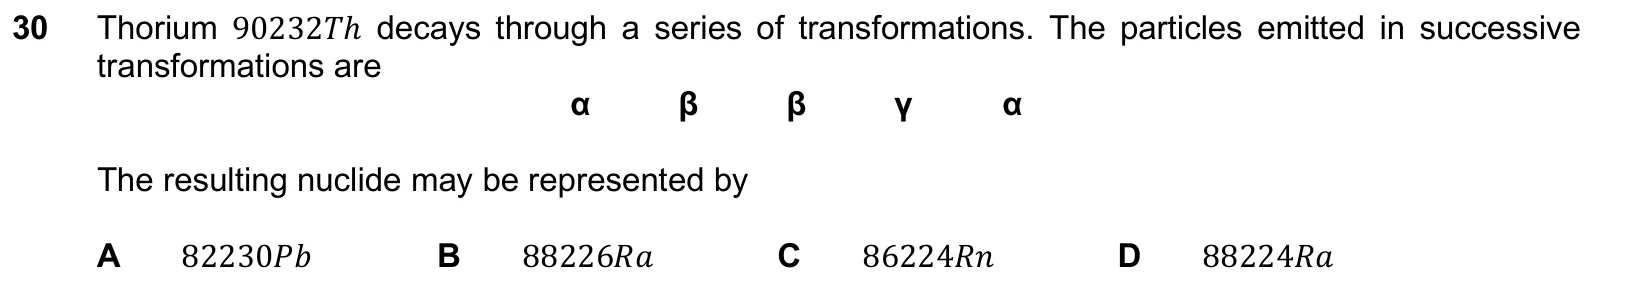 30 Thorium 90232Th decays through a series of transformations. The particles emitted in successive
transformations are
α β β γ α
The resulting nuclide may be represented by
A 82230Pb B 88226Ra C 86224Rn D 88224Ra